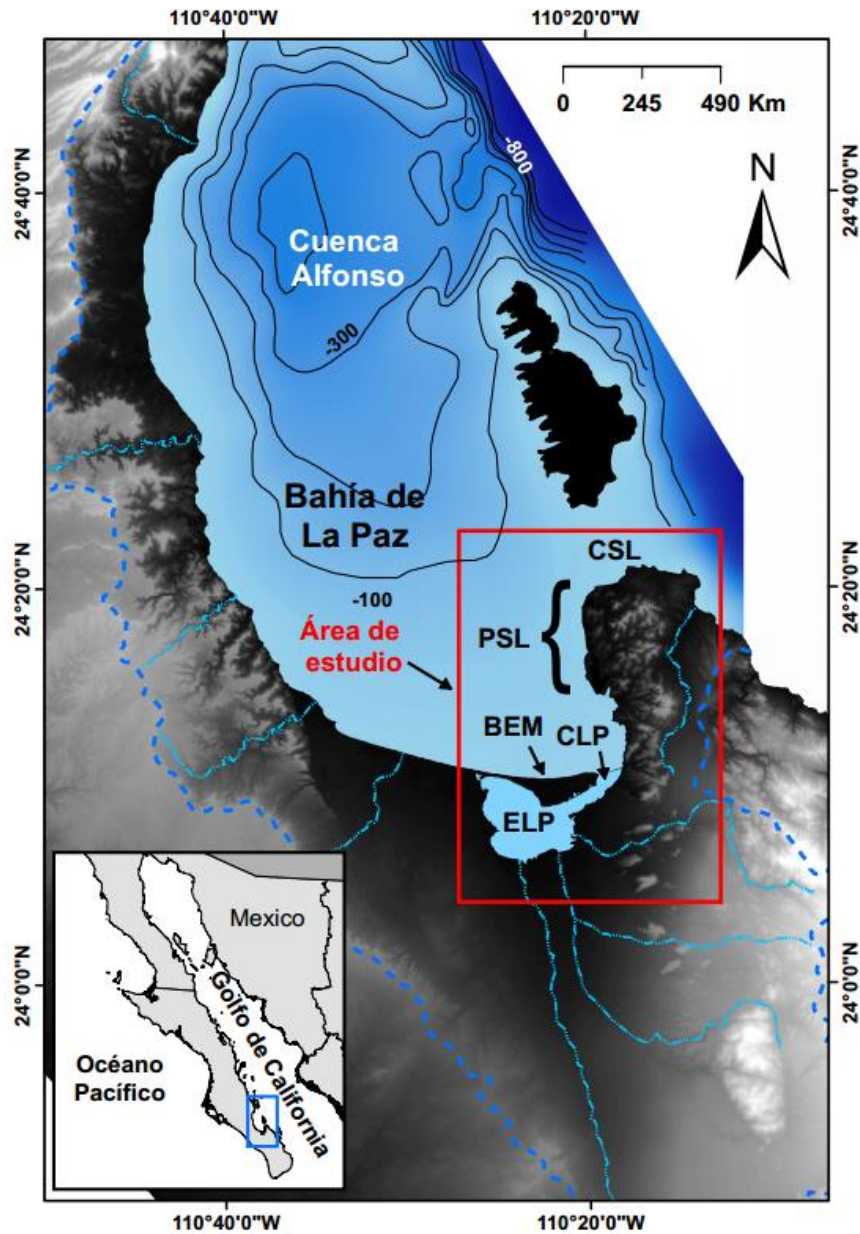 110°40'0"W
110°20'0"W
0 245 490 Km
-800
N
24°40'0"N
24°40'0"N
Cuenca
Alfonso
-300
Bahía de
La Paz
CSL
24°20'0"N
24°20'0"N
-100
PSL
Área de
estudio
BEM
CLP
ELP
Mexico
Golfo de California
Océano
Pacífico
24°0'0"N
24°0'0"N
110°40'0"W
110°20'0"W